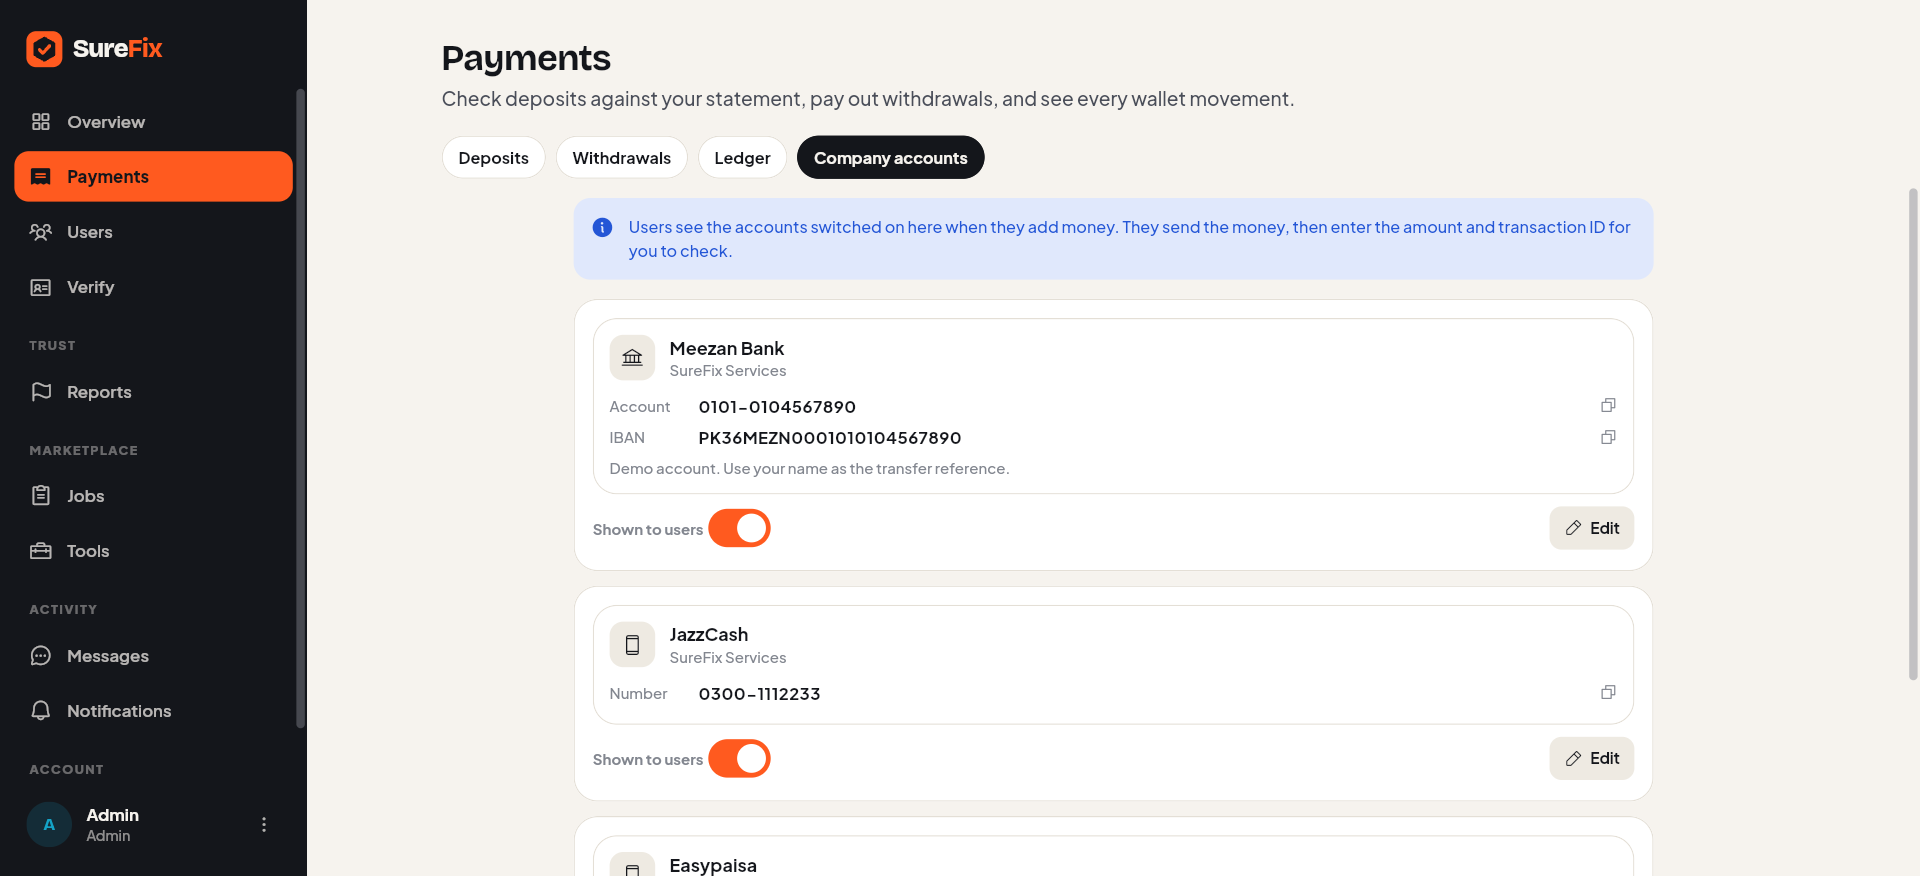 SureFix
Overview
Payments
Users
Verify
TRUST
Reports
MARKETPLACE
Jobs
Tools
ACTIVITY
Messages
Notifications
ACCOUNT
A
Admin
Admin
Payments
Check deposits against your statement, pay out withdrawals, and see every wallet movement.
Deposits
Withdrawals
Ledger
Company accounts
Users see the accounts switched on here when they add money. They send the money, then enter the amount and transaction ID for
you to check.
Meezan Bank
SureFix Services
Account 0101-0104567890
IBAN PK36MEZN0001010104567890
Demo account. Use your name as the transfer reference.
Shown to users
Edit
JazzCash
SureFix Services
Number 0300-1112233
Shown to users
Edit
Easypaisa